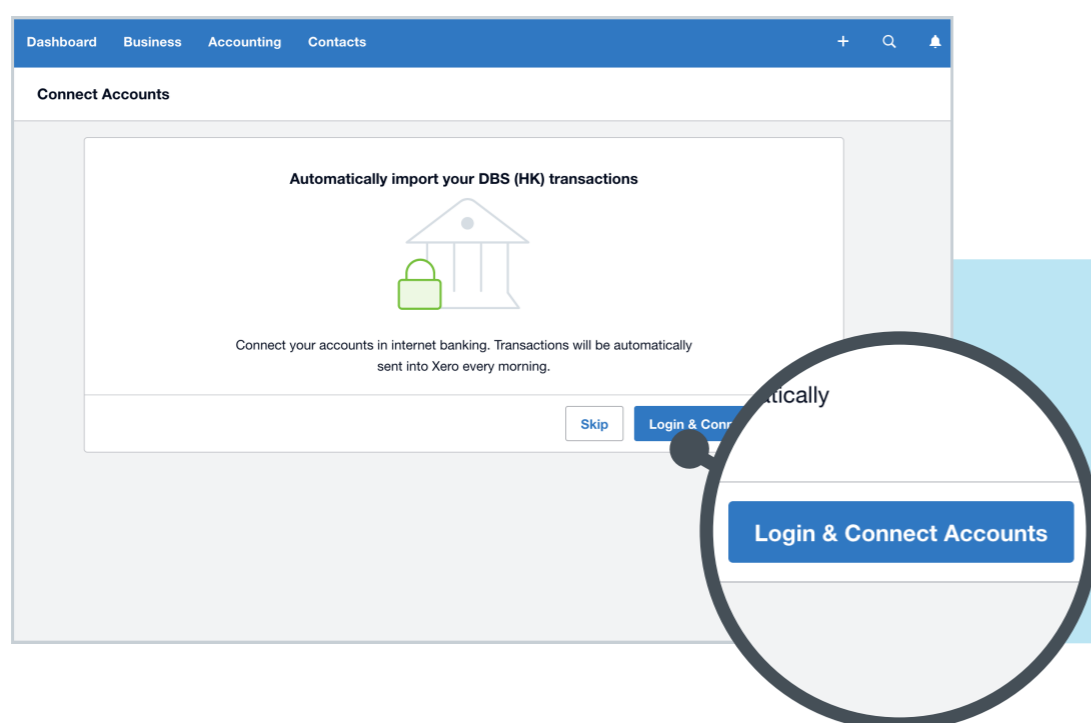 Dashboard Business Accounting Contacts
Connect Accounts
Automatically import your DBS (HK) transactions
Connect your accounts in internet banking. Transactions will be automatically
sent into Xero every morning.
Skip
Login & Conn
tically
Login & Connect Accounts